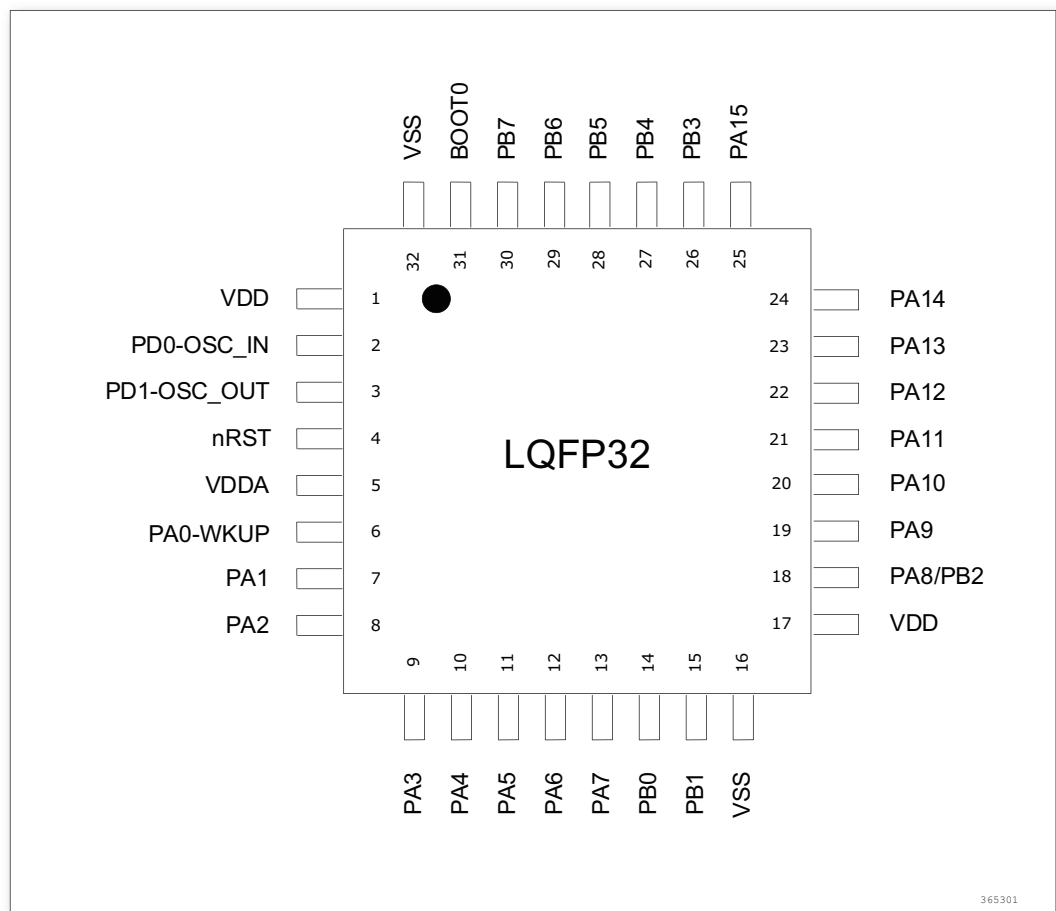 VSS
BOOT0
PB7
PB6
PB5
PB4
PB3
PA15
32
31
30
29
28
27
26
25
VDD 1
PD0-OSC_IN 2
PD1-OSC_OUT 3
nRST 4
VDDA 5
PA0-WKUP 6
PA1 7
PA2 8
LQFP32
24 PA14
23 PA13
22 PA12
21 PA11
20 PA10
19 PA9
18 PA8/PB2
17 VDD
9
10
11
12
13
14
15
16
PA3
PA4
PA5
PA6
PA7
PB0
PB1
VSS
365301